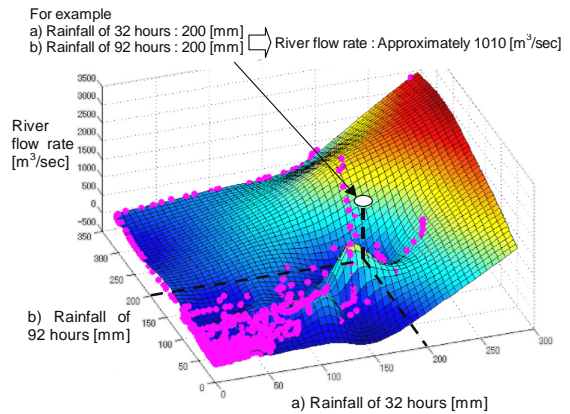 For example
a) Rainfall of 32 hours : 200 [mm]
b) Rainfall of 92 hours : 200 [mm]
River flow rate : Approximately 1010 [m³/sec]
River
flow rate
[m³/sec]
3500
3000
2500
2000
1500
1000
500
0
-500
350
300
250
200
150
100
50
0
b) Rainfall of
92 hours [mm]
0
50
100
150
200
250
300
a) Rainfall of 32 hours [mm]